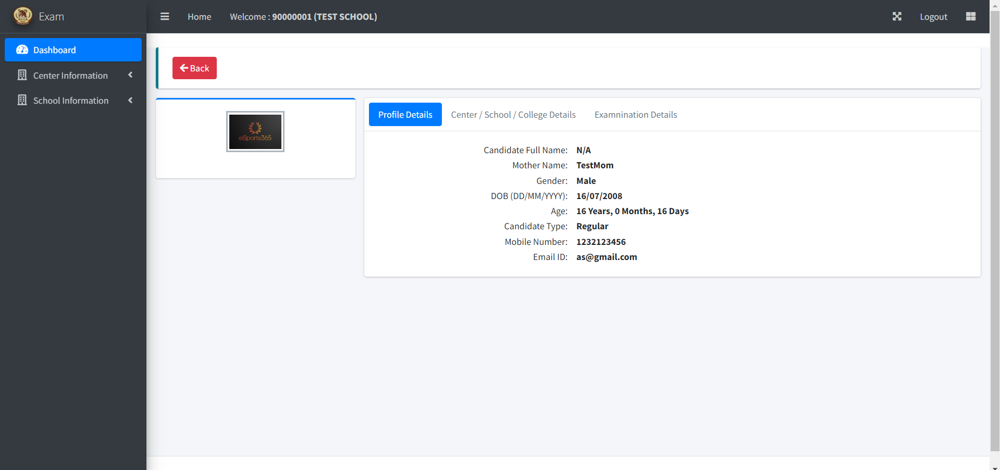 Exam
Home
Welcome : 90000001 (TEST SCHOOL)
Logout
Dashboard
Center Information
School Information
Back
eSports365
Profile Details
Center / School / College Details
Examnination Details
Candidate Full Name: N/A
Mother Name: TestMom
Gender: Male
DOB (DD/MM/YYYY): 16/07/2008
Age: 16 Years, 0 Months, 16 Days
Candidate Type: Regular
Mobile Number: 1232123456
Email ID: as@gmail.com